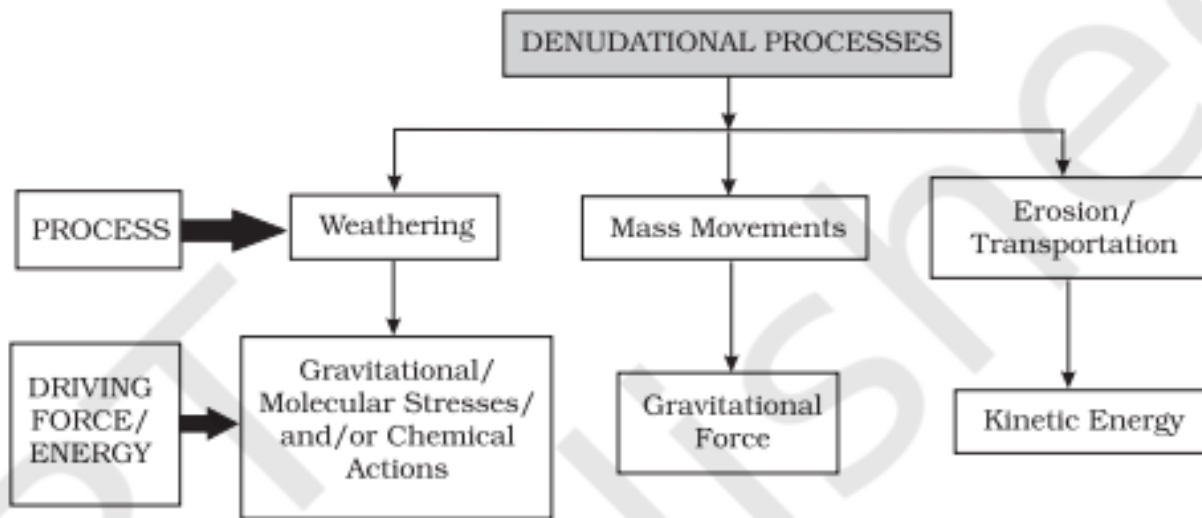 DENUDATIONAL PROCESSES
PROCESS
Weathering
Mass Movements
Erosion/
Transportation
DRIVING
FORCE/
ENERGY
Gravitational/
Molecular Stresses/
and/or Chemical
Actions
Gravitational
Force
Kinetic Energy